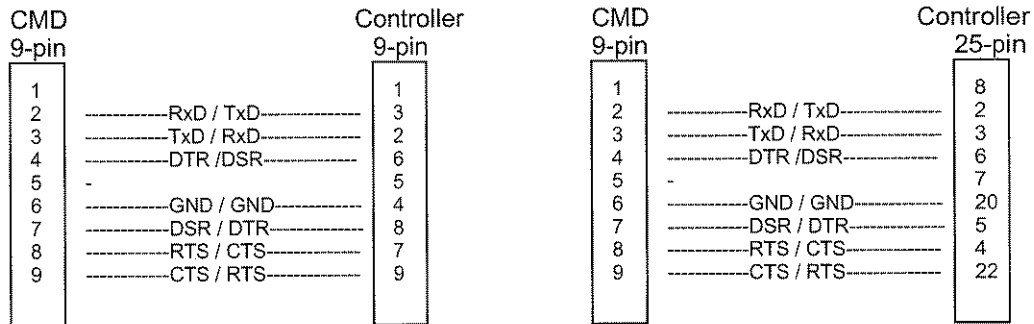 CMD Controller
9-pin 9-pin
1 1
2 RxD / TxD 3
3 TxD / RxD 2
4 DTR /DSR 6
5 - 5
6 GND / GND 4
7 DSR / DTR 8
8 RTS / CTS 7
9 CTS / RTS 9
CMD Controller
9-pin 25-pin
1 8
2 RxD / TxD 2
3 TxD / RxD 3
4 DTR /DSR 6
5 - 7
6 GND / GND 20
7 DSR / DTR 5
8 RTS / CTS 4
9 CTS / RTS 22